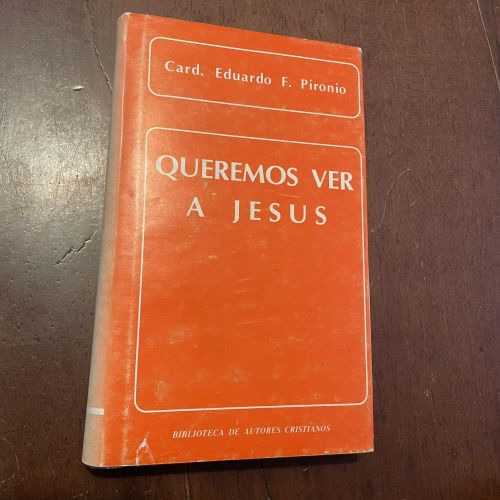 Card. Eduardo F. Pironio
QUEREMOS VER
A JESUS
BIBLIOTECA DE AUTORES CRISTIANOS